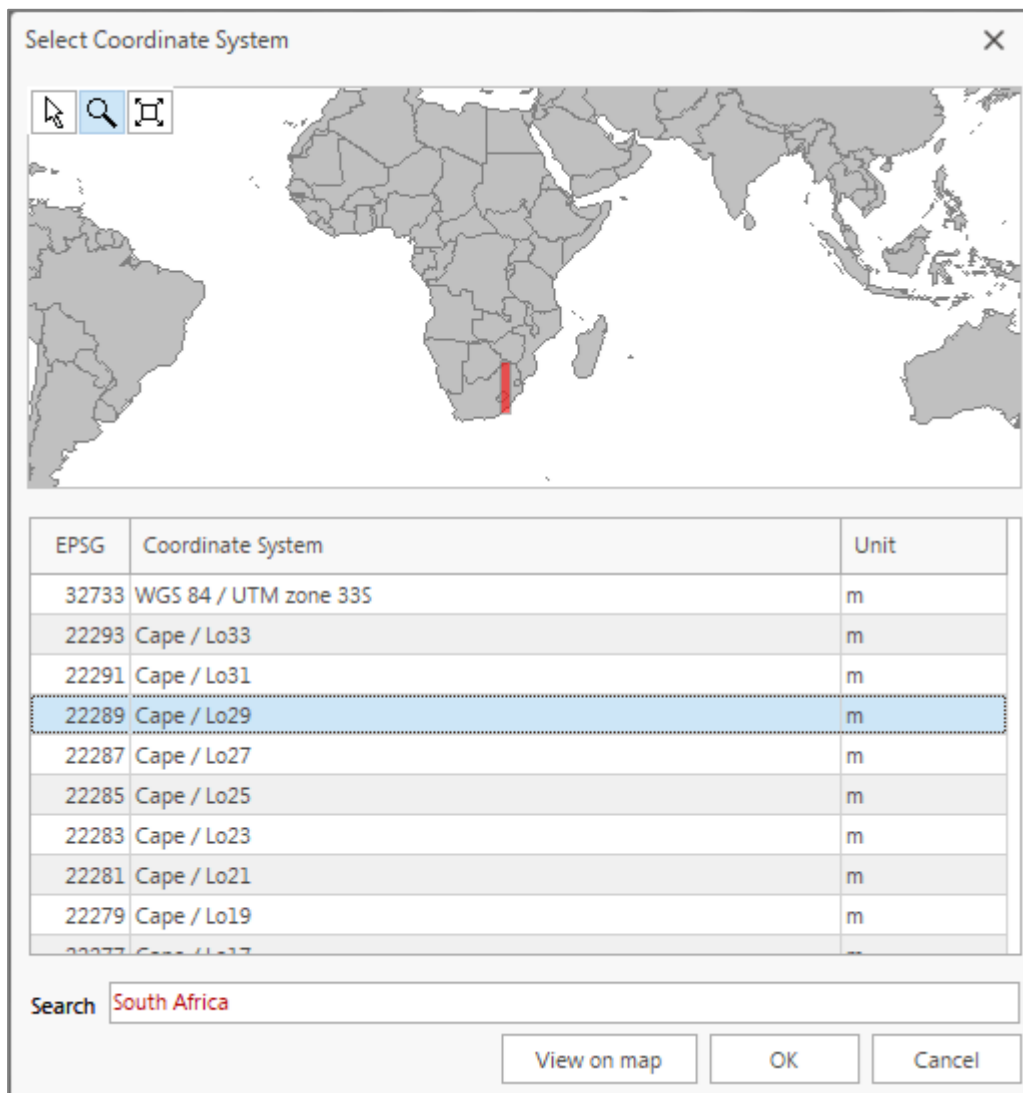 Select Coordinate System
EPSG Coordinate System Unit
32733 WGS 84 / UTM zone 33S m
22293 Cape / Lo33 m
22291 Cape / Lo31 m
22289 Cape / Lo29 m
22287 Cape / Lo27 m
22285 Cape / Lo25 m
22283 Cape / Lo23 m
22281 Cape / Lo21 m
22279 Cape / Lo19 m
Search South Africa
View on map OK Cancel